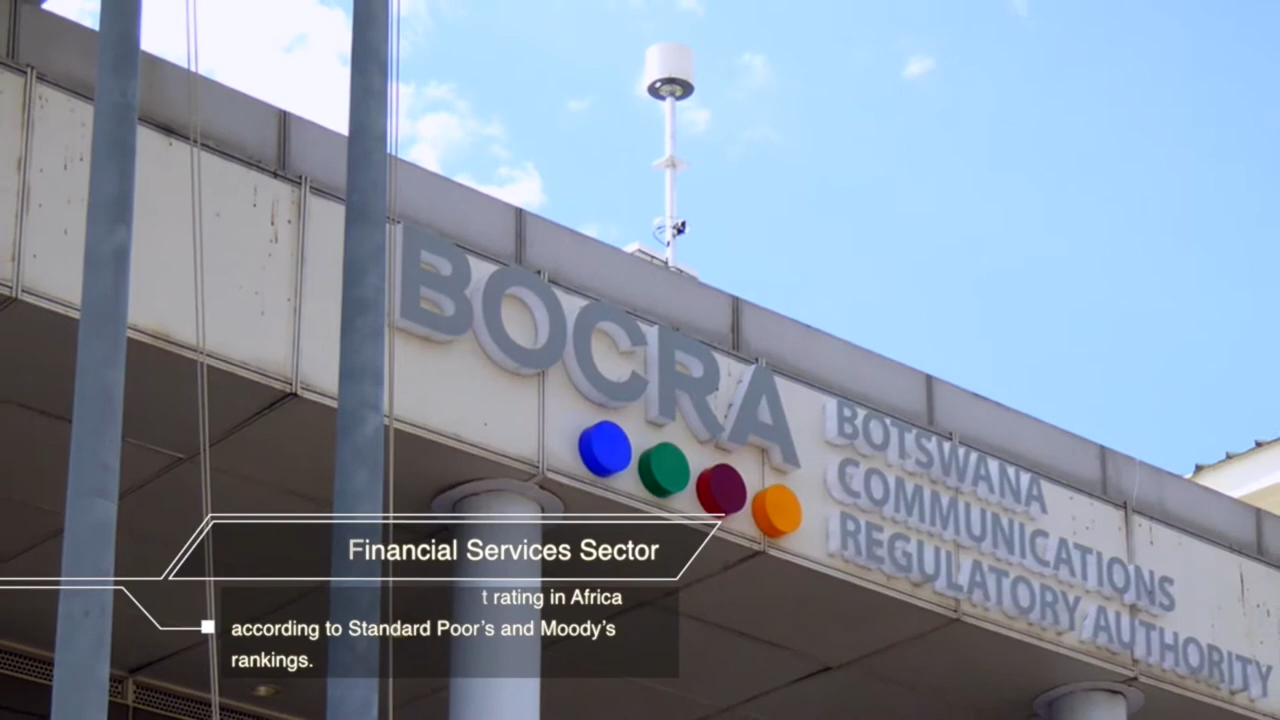 BOCRA
BOTSWANA
COMMUNICATIONS
REGULATORY AUTHORITY
Financial Services Sector
t rating in Africa
according to Standard Poor's and Moody's
rankings.